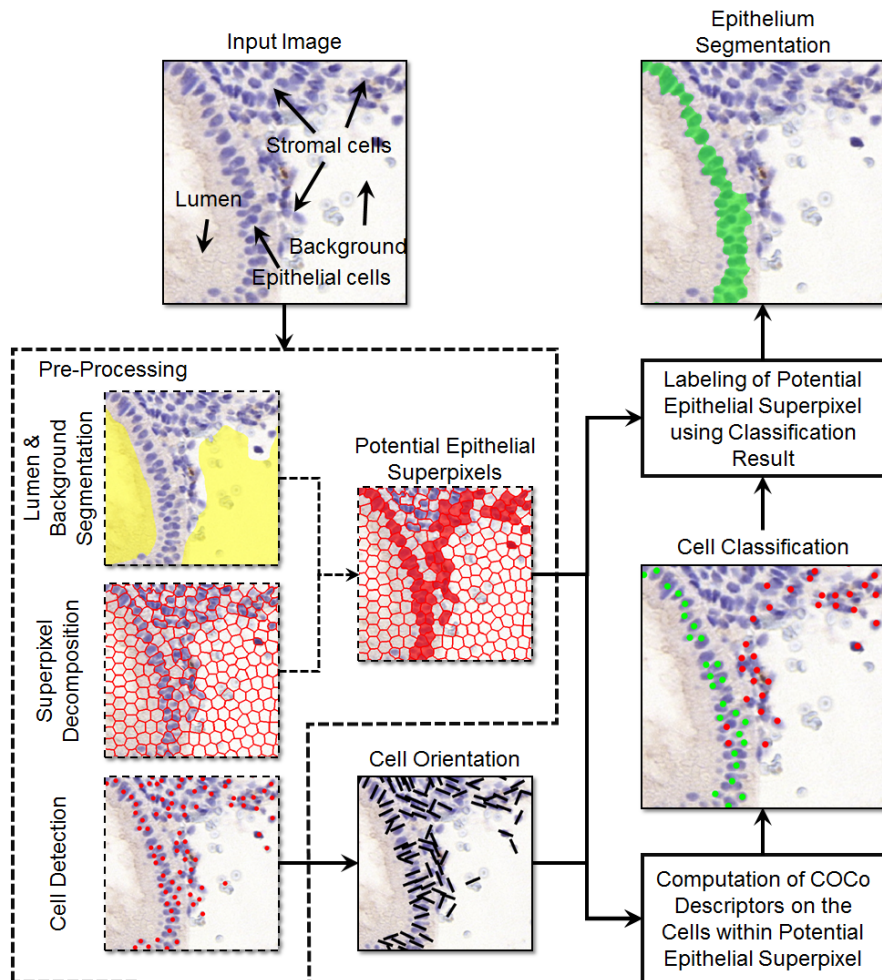 Input Image
Stromal cells
Lumen
Background
Epithelial cells
Epithelium
Segmentation
Pre-Processing
Lumen &
Background
Segmentation
Superpixel
Decomposition
Cell Detection
Potential Epithelial
Superpixels
Cell Orientation
Labeling of Potential
Epithelial Superpixel
using Classification
Result
Cell Classification
Computation of COCo
Descriptors on the
Cells within Potential
Epithelial Superpixel